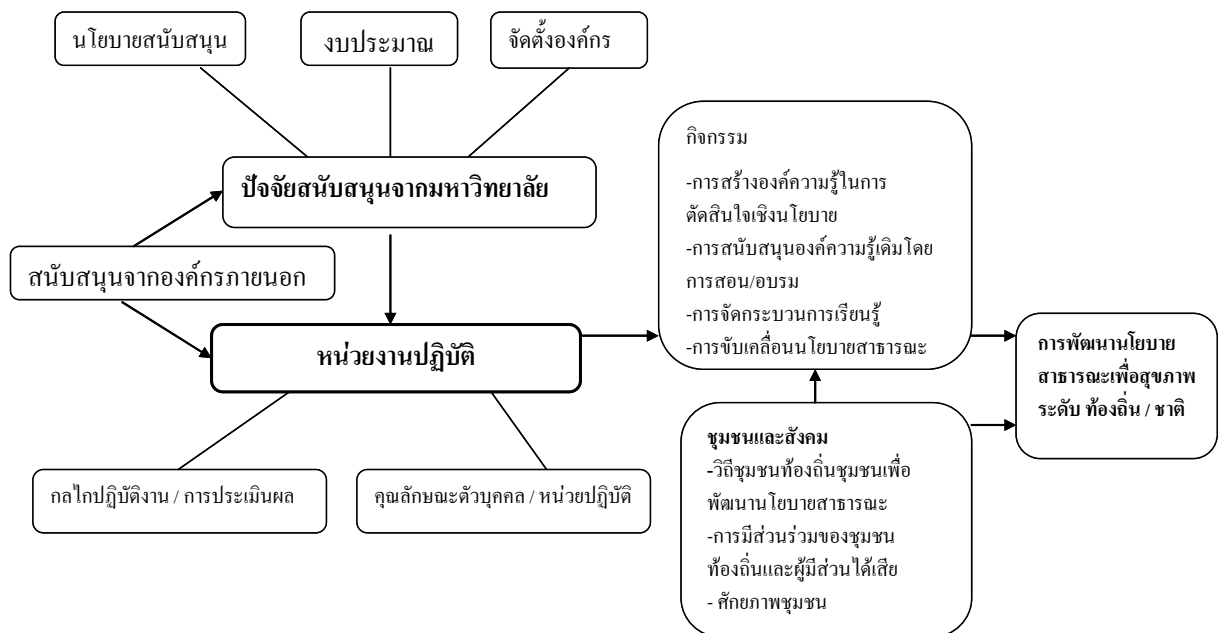 นโยบายสนับสนุน
งบประมาณ
จัดตั้งองค์กร
ปัจจัยสนับสนุนจากมหาวิทยาลัย
สนับสนุนจากองค์กรภายนอก
หน่วยงานปฏิบัติ
กลไกปฏิบัติงาน / การประเมินผล
คุณลักษณะตัวบุคคล / หน่วยปฏิบัติ
กิจกรรม
-การสร้างองค์ความรู้ในการ
ตัดสินใจเชิงนโยบาย
-การสนับสนุนองค์ความรู้เดิมโดย
การสอน/อบรม
-การจัดกระบวนการเรียนรู้
-การขับเคลื่อนนโยบายสาธารณะ
ชุมชนและสังคม
-วิถีชุมชนท้องถิ่นชุมชนเพื่อ
พัฒนานโยบายสาธารณะ
-การมีส่วนร่วมของชุมชน
ท้องถิ่นและผู้มีส่วนได้เสีย
- ศักยภาพชุมชน
การพัฒนานโยบาย
สาธารณะเพื่อสุขภาพ
ระดับ ท้องถิ่น / ชาติ